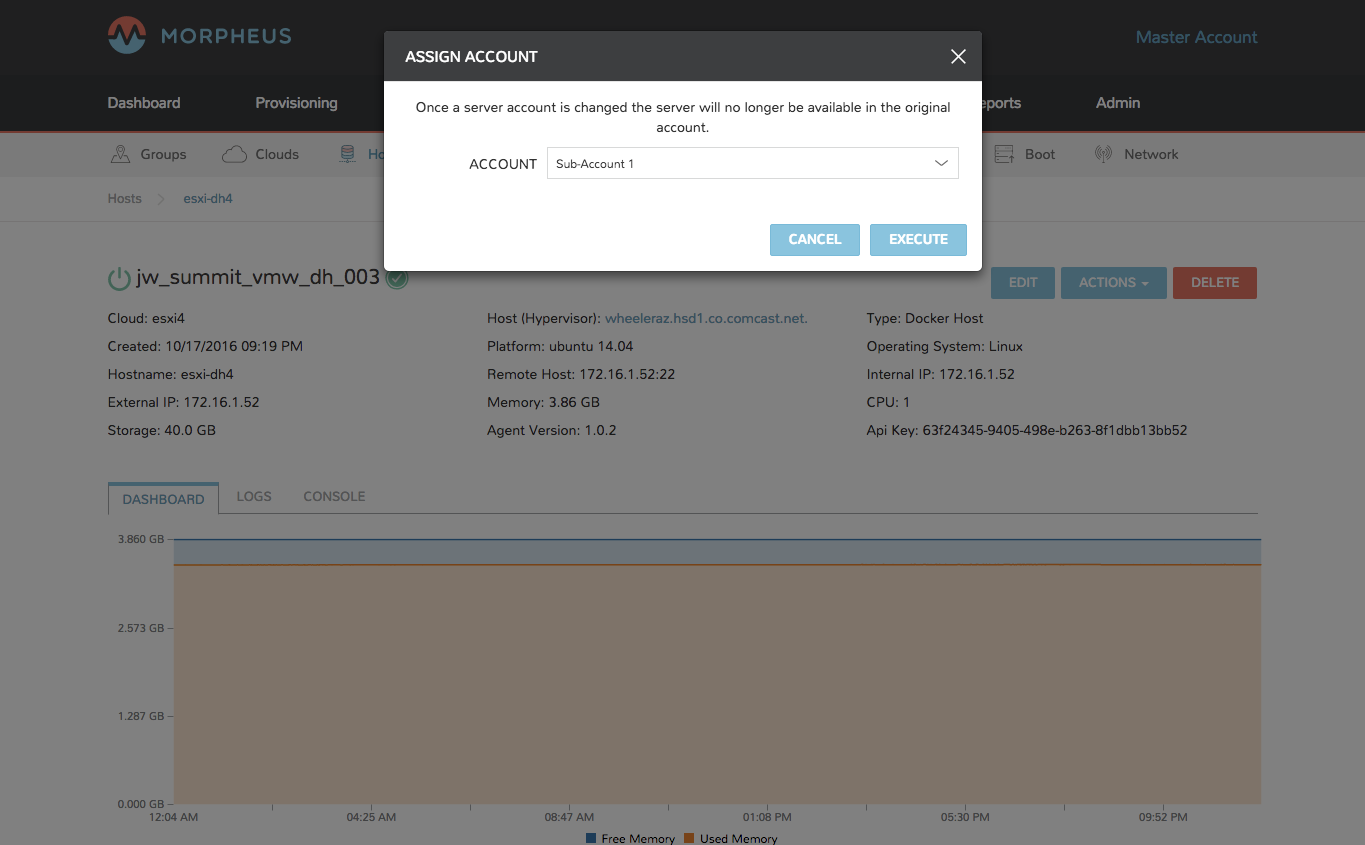 MORPHEUS
Master Account
ASSIGN ACCOUNT
Once a server account is changed the server will no longer be available in the original
account.
ACCOUNT Sub-Account 1
CANCEL EXECUTE
Dashboard Provisioning eports Admin
Groups Clouds Ho Boot Network
Hosts esxi-dh4
jw_summit_vmw_dh_003
EDIT ACTIONS DELETE
Cloud: esxi4 Host (Hypervisor): wheeleraz.hsd1.co.comcast.net. Type: Docker Host
Created: 10/17/2016 09:19 PM Platform: ubuntu 14.04 Operating System: Linux
Hostname: esxi-dh4 Remote Host: 172.16.1.52:22 Internal IP: 172.16.1.52
External IP: 172.16.1.52 Memory: 3.86 GB CPU: 1
Storage: 40.0 GB Agent Version: 1.0.2 Api Key: 63f24345-9405-498e-b263-8f1dbb13bb52
DASHBOARD LOGS CONSOLE
3.860 GB
2.573 GB
1.287 GB
0.000 GB
12:04 AM 04:25 AM 08:47 AM 01:08 PM 05:30 PM 09:52 PM
Free Memory Used Memory